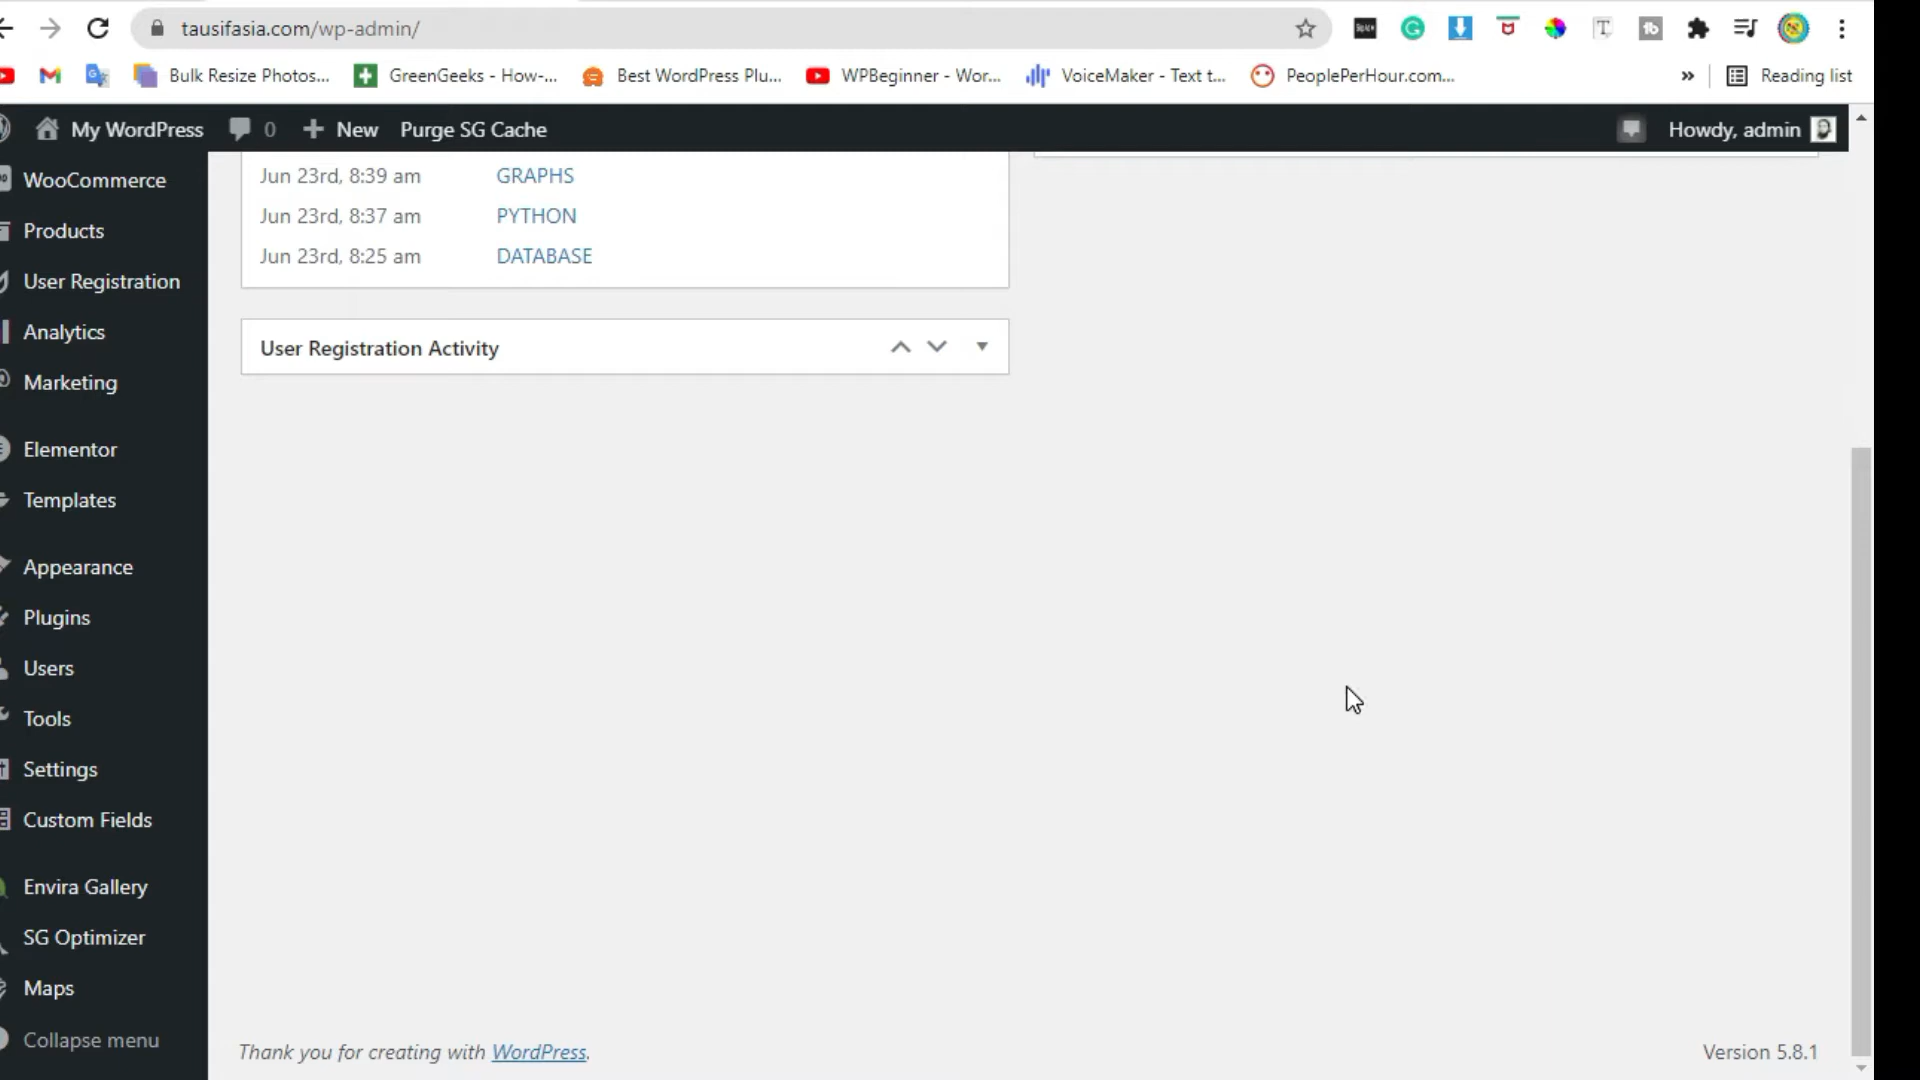 tausifasia.com/wp-admin/
Bulk Resize Photos... GreenGeeks - How-... Best WordPress Plu... WPBeginner - Wor... VoiceMaker - Text t... PeoplePerHour.com... » Reading list
My WordPress 0 New Purge SG Cache Howdy, admin
WooCommerce
Products
User Registration
Analytics
Marketing
Elementor
Templates
Appearance
Plugins
Users
Tools
Settings
Custom Fields
Envira Gallery
SG Optimizer
Maps
Collapse menu
Jun 23rd, 8:39 am GRAPHS
Jun 23rd, 8:37 am PYTHON
Jun 23rd, 8:25 am DATABASE
User Registration Activity
Thank you for creating with WordPress.
Version 5.8.1